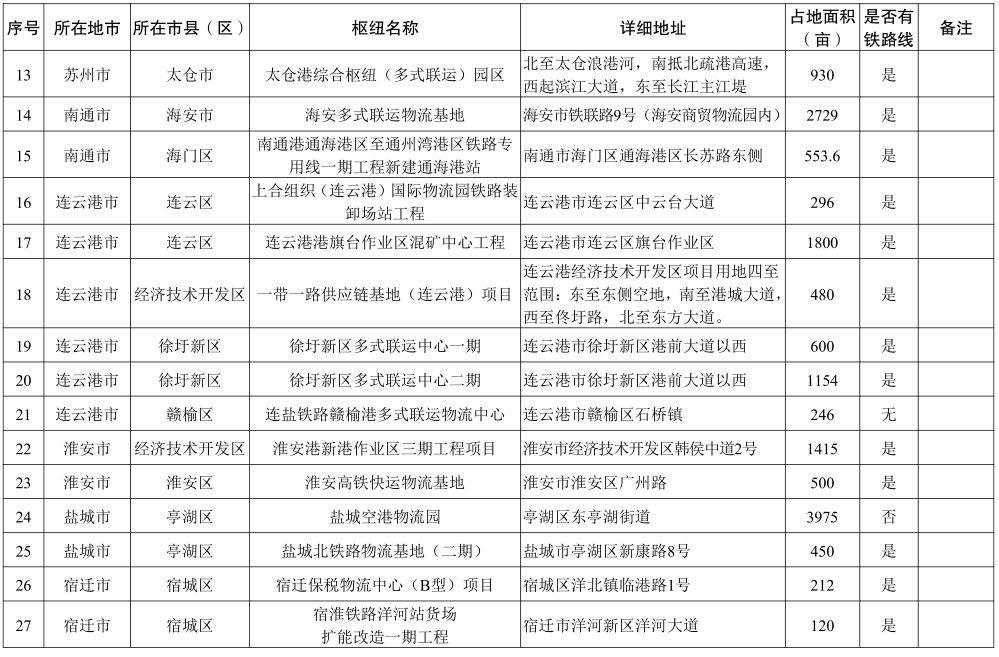 序号 所在地市 所在市县（区） 枢纽名称 详细地址 占地面积（亩） 是否有铁路线 备注
13 苏州市 太仓市 太仓港综合枢纽（多式联运）园区 北至太仓浪港河，南抵北疏港高速，西起滨江大道，东至长江主江堤 930 是
14 南通市 海安市 海安多式联运物流基地 海安市铁联路9号（海安商贸物流园内） 2729 是
15 南通市 海门区 南通港通海港区至通州湾港区铁路专用线一期工程新建通海港站 南通市海门区通海港区长苏路东侧 553.6 是
16 连云港市 连云区 上合组织（连云港）国际物流园铁路装卸场站工程 连云港市连云区中云台大道 296 是
17 连云港市 连云区 连云港港旗台作业区混矿中心工程 连云港市连云区旗台作业区 1800 是
18 连云港市 经济技术开发区 一带一路供应链基地（连云港）项目 连云港经济技术开发区项目用地四至范围：东至东侧空地，南至港城大道，西至佟圩路，北至东方大道。 480 是
19 连云港市 徐圩新区 徐圩新区多式联运中心一期 连云港市徐圩新区港前大道以西 600 是
20 连云港市 徐圩新区 徐圩新区多式联运中心二期 连云港市徐圩新区港前大道以西 1154 是
21 连云港市 赣榆区 连盐铁路赣榆港多式联运物流中心 连云港市赣榆区石桥镇 246 无
22 淮安市 经济技术开发区 淮安港新港作业区三期工程项目 淮安市经济技术开发区韩侯中道2号 1415 是
23 淮安市 淮安区 淮安高铁快运物流基地 淮安市淮安区广州路 500 是
24 盐城市 亭湖区 盐城空港物流园 亭湖区东亭湖街道 3975 否
25 盐城市 亭湖区 盐城北铁路物流基地（二期） 盐城市亭湖区新康路8号 450 是
26 宿迁市 宿城区 宿迁保税物流中心（B型）项目 宿城区洋北镇临港路1号 212 是
27 宿迁市 宿城区 宿淮铁路洋河站货场扩能改造一期工程 宿迁市洋河新区洋河大道 120 是